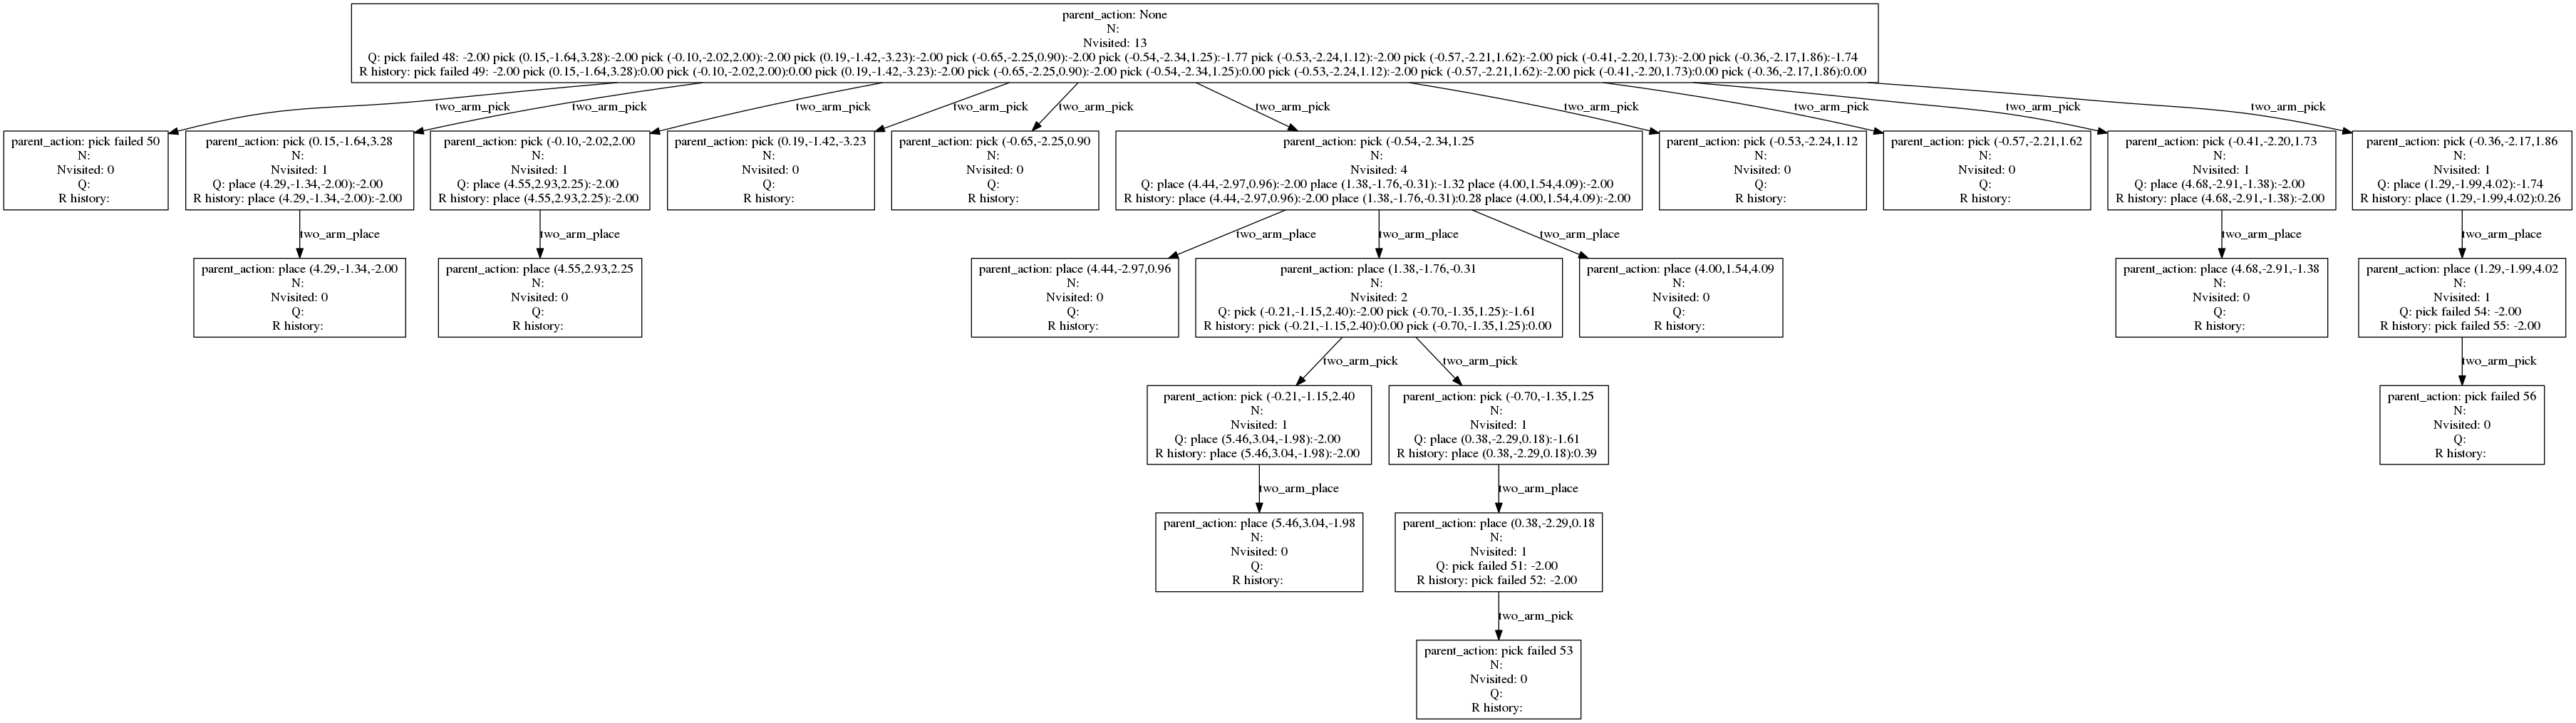 parent_action: None
N:
Nvisited: 13
Q: pick failed 48: -2.00 pick (0.15,-1.64,3.28):-2.00 pick (-0.10,-2.02,2.00):-2.00 pick (0.19,-1.42,-3.23):-2.00 pick (-0.65,-2.25,0.90):-2.00 pick (-0.54,-2.34,1.25):-1.77 pick (-0.53,-2.24,1.12):-2.00 pick (-0.57,-2.21,1.62):-2.00 pick (-0.41,-2.20,1.73):-2.00 pick (-0.36,-2.17,1.86):-1.74
R history: pick failed 49: -2.00 pick (0.15,-1.64,3.28):0.00 pick (-0.10,-2.02,2.00):0.00 pick (0.19,-1.42,-3.23):-2.00 pick (-0.65,-2.25,0.90):-2.00 pick (-0.54,-2.34,1.25):0.00 pick (-0.53,-2.24,1.12):-2.00 pick (-0.57,-2.21,1.62):-2.00 pick (-0.41,-2.20,1.73):0.00 pick (-0.36,-2.17,1.86):0.00
two_arm_pick
two_arm_pick
two_arm_pick
two_arm_pick
two_arm_pick
two_arm_pick
two_arm_pick
two_arm_pick
two_arm_pick
parent_action: pick failed 50
N:
Nvisited: 0
Q:
R history:
parent_action: pick (0.15,-1.64,3.28
N:
Nvisited: 1
Q: place (4.29,-1.34,-2.00):-2.00
R history: place (4.29,-1.34,-2.00):-2.00
parent_action: pick (-0.10,-2.02,2.00
N:
Nvisited: 1
Q: place (4.55,2.93,2.25):-2.00
R history: place (4.55,2.93,2.25):-2.00
parent_action: pick (0.19,-1.42,-3.23
N:
Nvisited: 0
Q:
R history:
parent_action: pick (-0.65,-2.25,0.90
N:
Nvisited: 0
Q:
R history:
parent_action: pick (-0.54,-2.34,1.25
N:
Nvisited: 4
Q: place (4.44,-2.97,0.96):-2.00 place (1.38,-1.76,-0.31):-1.32 place (4.00,1.54,4.09):-2.00
R history: place (4.44,-2.97,0.96):-2.00 place (1.38,-1.76,-0.31):0.28 place (4.00,1.54,4.09):-2.00
parent_action: pick (-0.53,-2.24,1.12
N:
Nvisited: 0
Q:
R history:
parent_action: pick (-0.57,-2.21,1.62
N:
Nvisited: 0
Q:
R history:
parent_action: pick (-0.41,-2.20,1.73
N:
Nvisited: 1
Q: place (4.68,-2.91,-1.38):-2.00
R history: place (4.68,-2.91,-1.38):-2.00
parent_action: pick (-0.36,-2.17,1.86
N:
Nvisited: 1
Q: place (1.29,-1.99,4.02):-1.74
R history: place (1.29,-1.99,4.02):0.26
two_arm_place
two_arm_place
two_arm_place
two_arm_place
two_arm_place
two_arm_place
two_arm_place
parent_action: place (4.29,-1.34,-2.00
N:
Nvisited: 0
Q:
R history:
parent_action: place (4.55,2.93,2.25
N:
Nvisited: 0
Q:
R history:
parent_action: place (4.44,-2.97,0.96
N:
Nvisited: 0
Q:
R history:
parent_action: place (1.38,-1.76,-0.31
N:
Nvisited: 2
Q: pick (-0.21,-1.15,2.40):-2.00 pick (-0.70,-1.35,1.25):-1.61
R history: pick (-0.21,-1.15,2.40):0.00 pick (-0.70,-1.35,1.25):0.00
parent_action: place (4.00,1.54,4.09
N:
Nvisited: 0
Q:
R history:
parent_action: place (4.68,-2.91,-1.38
N:
Nvisited: 0
Q:
R history:
parent_action: place (1.29,-1.99,4.02
N:
Nvisited: 1
Q: pick failed 54: -2.00
R history: pick failed 55: -2.00
two_arm_pick
two_arm_pick
two_arm_pick
parent_action: pick (-0.21,-1.15,2.40
N:
Nvisited: 1
Q: place (5.46,3.04,-1.98):-2.00
R history: place (5.46,3.04,-1.98):-2.00
parent_action: pick (-0.70,-1.35,1.25
N:
Nvisited: 1
Q: place (0.38,-2.29,0.18):-1.61
R history: place (0.38,-2.29,0.18):0.39
parent_action: pick failed 56
N:
Nvisited: 0
Q:
R history:
two_arm_place
two_arm_place
parent_action: place (5.46,3.04,-1.98
N:
Nvisited: 0
Q:
R history:
parent_action: place (0.38,-2.29,0.18
N:
Nvisited: 1
Q: pick failed 51: -2.00
R history: pick failed 52: -2.00
two_arm_pick
parent_action: pick failed 53
N:
Nvisited: 0
Q:
R history: